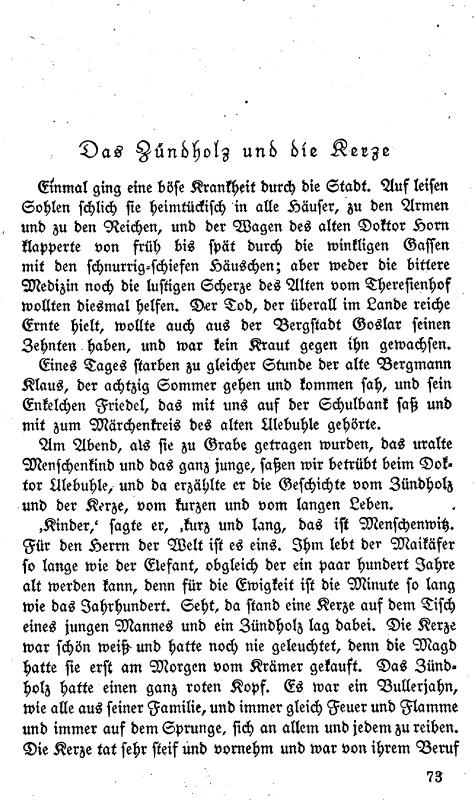 Das Zündholz und die Kerze
Einmal ging eine böse Krankheit durch die Stadt. Auf leisen
Sohlen schlich sie heimtückisch in alle Häuser, zu den Armen
und zu den Reichen, und der Wagen des alten Doktor Horn
klapperte von früh bis spät durch die winkligen Gassen
mit den schnurrig-schiefen Häuschen; aber weder die bittere
Medizin noch die lustigen Scherze des Alten vom Theresienhof
wollten diesmal helfen. Der Tod, der überall im Lande reiche
Ernte hielt, wollte auch aus der Bergstadt Goslar seinen
Zehnten haben, und war kein Kraut gegen ihn gewachsen.
Eines Tages starben zu gleicher Stunde der alte Bergmann
Klaus, der achtzig Sommer gehen und kommen sah, und sein
Enkelchen Friedel, das mit uns auf der Schulbank saß und
mit zum Märchenkreis des alten Ulebuhle gehörte.
Am Abend, als sie zu Grabe getragen wurden, das uralte
Menschenkind und das ganz junge, saßen wir betrübt beim Dok-
tor Ulebuhle, und da erzählte er die Geschichte vom Zündholz
und der Kerze, vom kurzen und vom langen Leben.
‚Kinder,‘ sagte er, ‚kurz und lang, das ist Menschenwitz.
Für den Herrn der Welt ist es eins. Ihm lebt der Maikäfer
so lange wie der Elefant, obgleich der ein paar hundert Jahre
alt werden kann, denn für die Ewigkeit ist die Minute so lang
wie das Jahrhundert. Seht, da stand eine Kerze auf dem Tisch
eines jungen Mannes und ein Zündholz lag dabei. Die Kerze
war schön weiß und hatte noch nie geleuchtet, denn die Magd
hatte sie erst am Morgen vom Krämer gekauft. Das Zünd-
holz hatte einen ganz roten Kopf. Es war ein Bullerjahn,
wie alle aus seiner Familie, und immer gleich Feuer und Flamme
und immer auf dem Sprunge, sich an allem und jedem zu reiben.
Die Kerze tat sehr steif und vornehm und war von ihrem Beruf
73